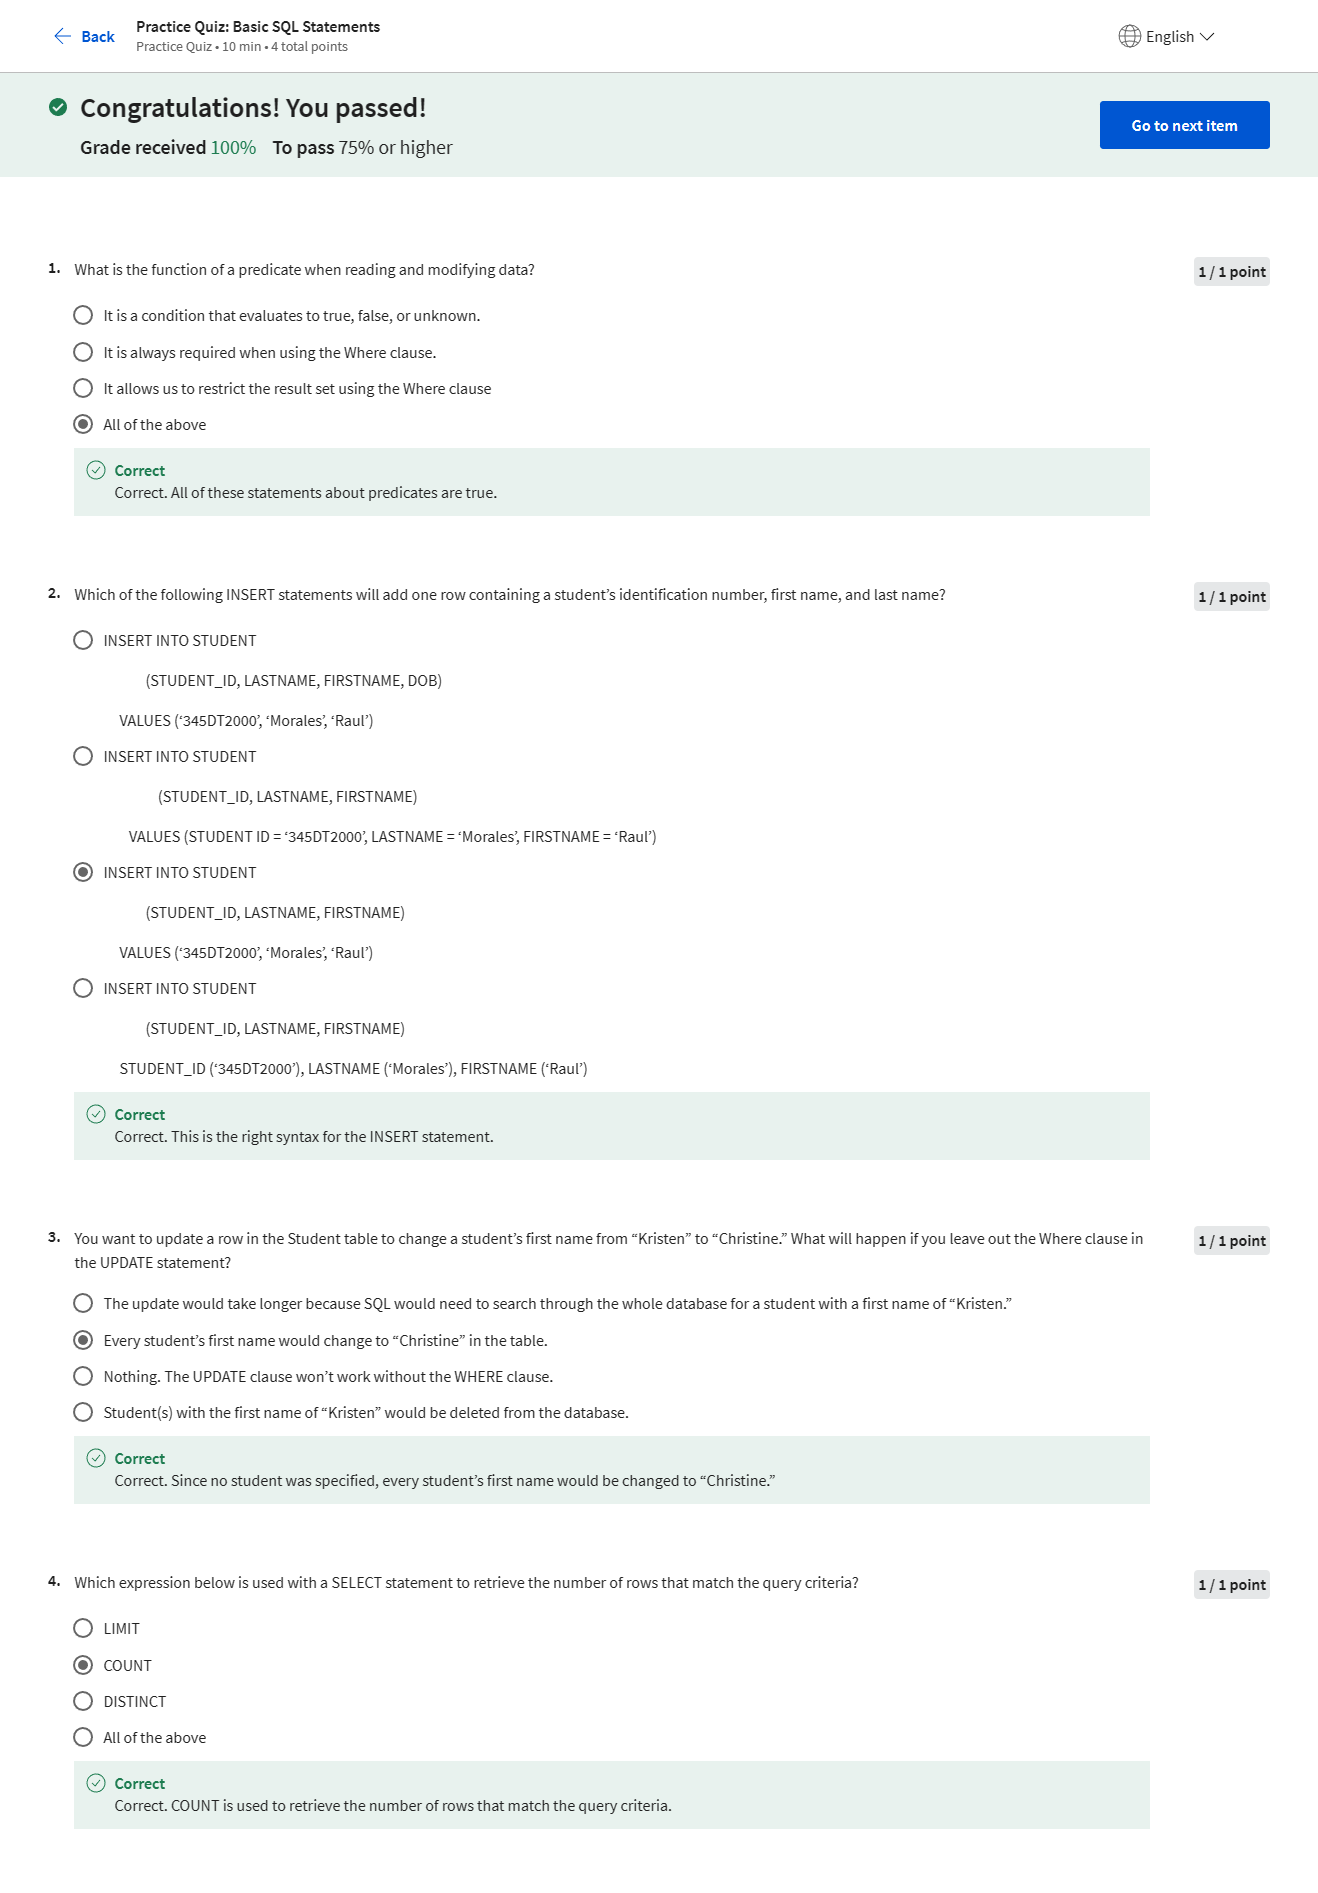 Back
Practice Quiz: Basic SQL Statements
Practice Quiz • 10 min • 4 total points
English
Congratulations! You passed!
Grade received 100% To pass 75% or higher
Go to next item
1. What is the function of a predicate when reading and modifying data?
1 / 1 point
It is a condition that evaluates to true, false, or unknown.
It is always required when using the Where clause.
It allows us to restrict the result set using the Where clause
All of the above
Correct
Correct. All of these statements about predicates are true.
2. Which of the following INSERT statements will add one row containing a student’s identification number, first name, and last name?
1 / 1 point
INSERT INTO STUDENT
(STUDENT_ID, LASTNAME, FIRSTNAME, DOB)
VALUES (‘345DT2000’, ‘Morales’, ‘Raul’)
INSERT INTO STUDENT
(STUDENT_ID, LASTNAME, FIRSTNAME)
VALUES (STUDENT ID = ‘345DT2000’, LASTNAME = ‘Morales’, FIRSTNAME = ‘Raul’)
INSERT INTO STUDENT
(STUDENT_ID, LASTNAME, FIRSTNAME)
VALUES (‘345DT2000’, ‘Morales’, ‘Raul’)
INSERT INTO STUDENT
(STUDENT_ID, LASTNAME, FIRSTNAME)
STUDENT_ID (‘345DT2000’), LASTNAME (‘Morales’), FIRSTNAME (‘Raul’)
Correct
Correct. This is the right syntax for the INSERT statement.
3. You want to update a row in the Student table to change a student’s first name from “Kristen” to “Christine.” What will happen if you leave out the Where clause in
the UPDATE statement?
1 / 1 point
The update would take longer because SQL would need to search through the whole database for a student with a first name of “Kristen.”
Every student’s first name would change to “Christine” in the table.
Nothing. The UPDATE clause won’t work without the WHERE clause.
Student(s) with the first name of “Kristen” would be deleted from the database.
Correct
Correct. Since no student was specified, every student’s first name would be changed to “Christine.”
4. Which expression below is used with a SELECT statement to retrieve the number of rows that match the query criteria?
1 / 1 point
LIMIT
COUNT
DISTINCT
All of the above
Correct
Correct. COUNT is used to retrieve the number of rows that match the query criteria.